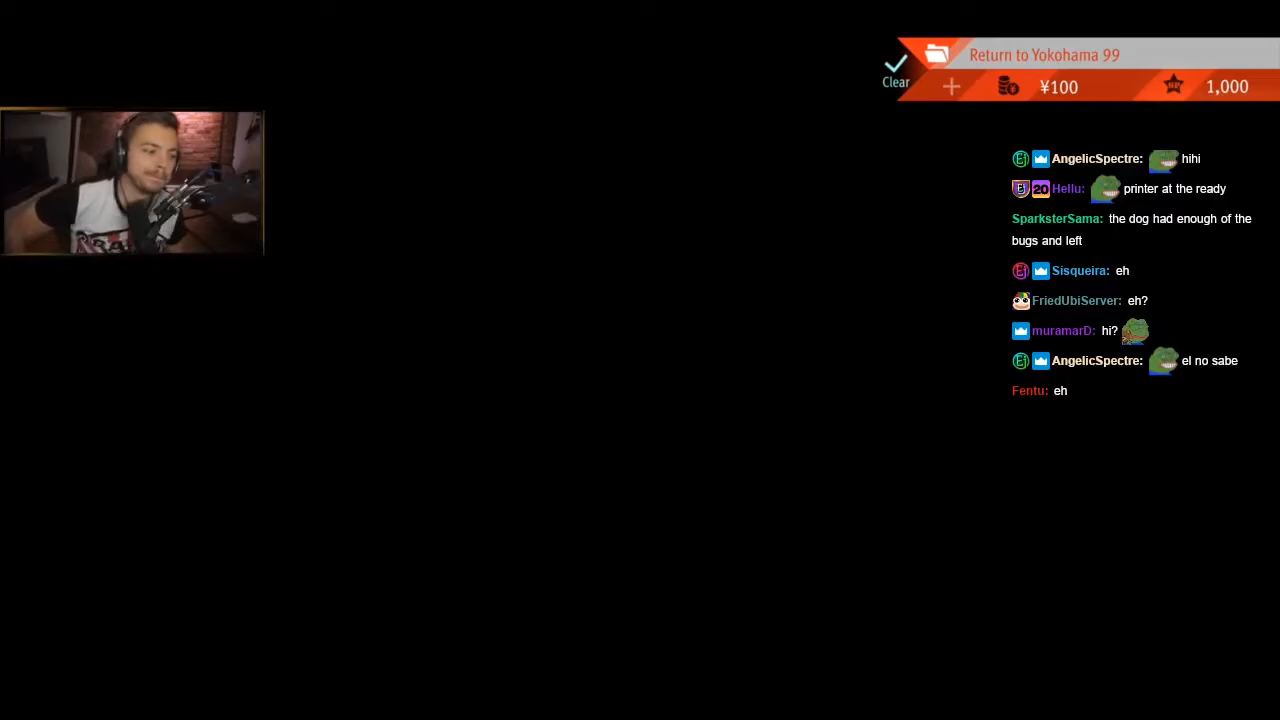 Return to Yokohama 99
Clear
¥100
1,000
AngelicSpectre: hihi
20 Hellu: printer at the ready
SparksterSama: the dog had enough of the
bugs and left
Sisqueira: eh
FriedUbiServer: eh?
muramarD: hi?
AngelicSpectre: el no sabe
Fentu: eh